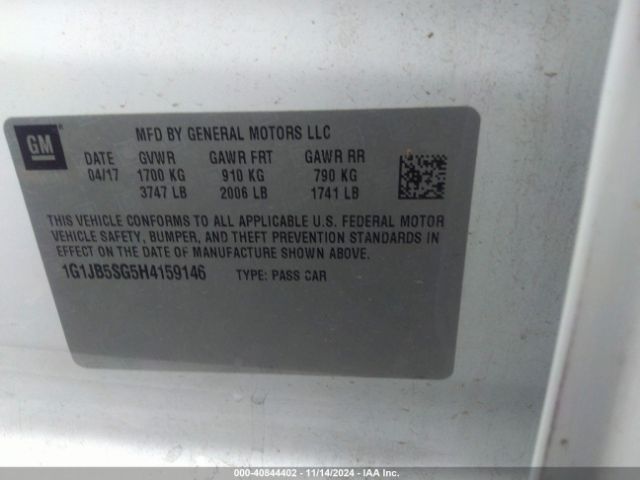 GM
MFD BY GENERAL MOTORS LLC
DATE GVWR GAWR FRT GAWR RR
04/17 1700 KG 910 KG 790 KG
3747 LB 2006 LB 1741 LB
THIS VEHICLE CONFORMS TO ALL APPLICABLE U.S. FEDERAL MOTOR
VEHICLE SAFETY, BUMPER, AND THEFT PREVENTION STANDARDS IN
EFFECT ON THE DATE OF MANUFACTURE SHOWN ABOVE.
1G1JB5SG5H4159146 TYPE: PASS CAR
000-40844402 - 11/14/2024 - IAA Inc.